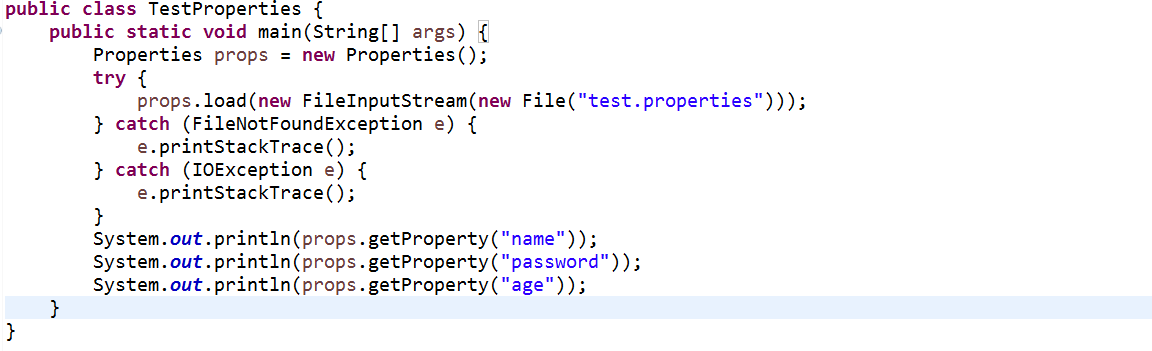 public class TestProperties {
    public static void main(String[] args) {
        Properties props = new Properties();
        try {
            props.load(new FileInputStream(new File("test.properties")));
        } catch (FileNotFoundException e) {
            e.printStackTrace();
        } catch (IOException e) {
            e.printStackTrace();
        }
        System.out.println(props.getProperty("name"));
        System.out.println(props.getProperty("password"));
        System.out.println(props.getProperty("age"));
    }
}